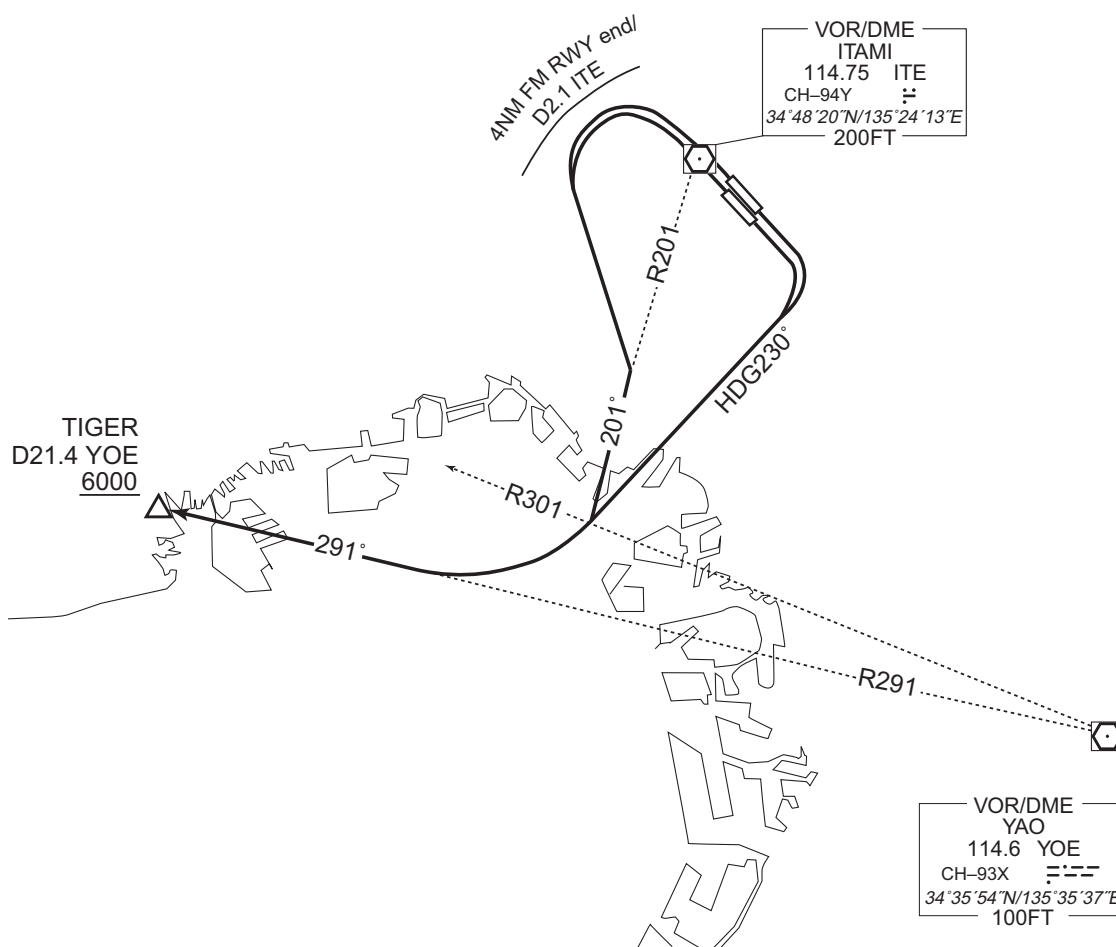 4NM FM RWY end/
D2.1 ITE
VOR/DME
ITAMI
114.75 ITE
CH–94Y
34°48′20″N/135°24′13″E
200FT
R201
HDG230°
201°
TIGER
D21.4 YOE
6000
R301
291°
R291
VOR/DME
YAO
114.6 YOE
CH–93X
34°35′54″N/135°35′37″E
100FT